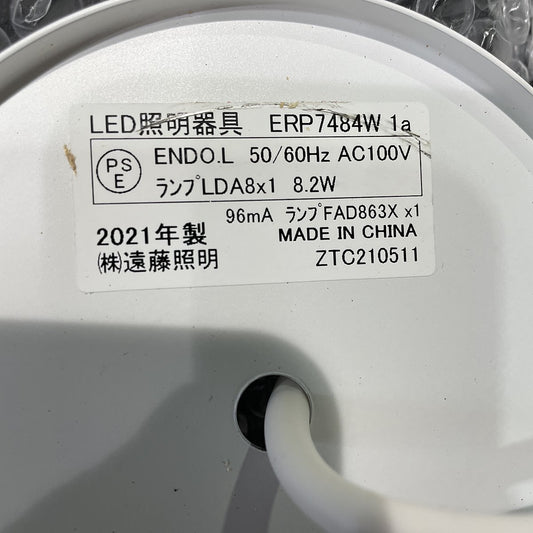 LED照明器具 ERP7484W 1a
PS
E
ENDO.L 50/60Hz AC100V
ランプLDA8x1 8.2W
96mA ランプFAD863X x1
2021年製 MADE IN CHINA
㈱遠藤照明 ZTC210511